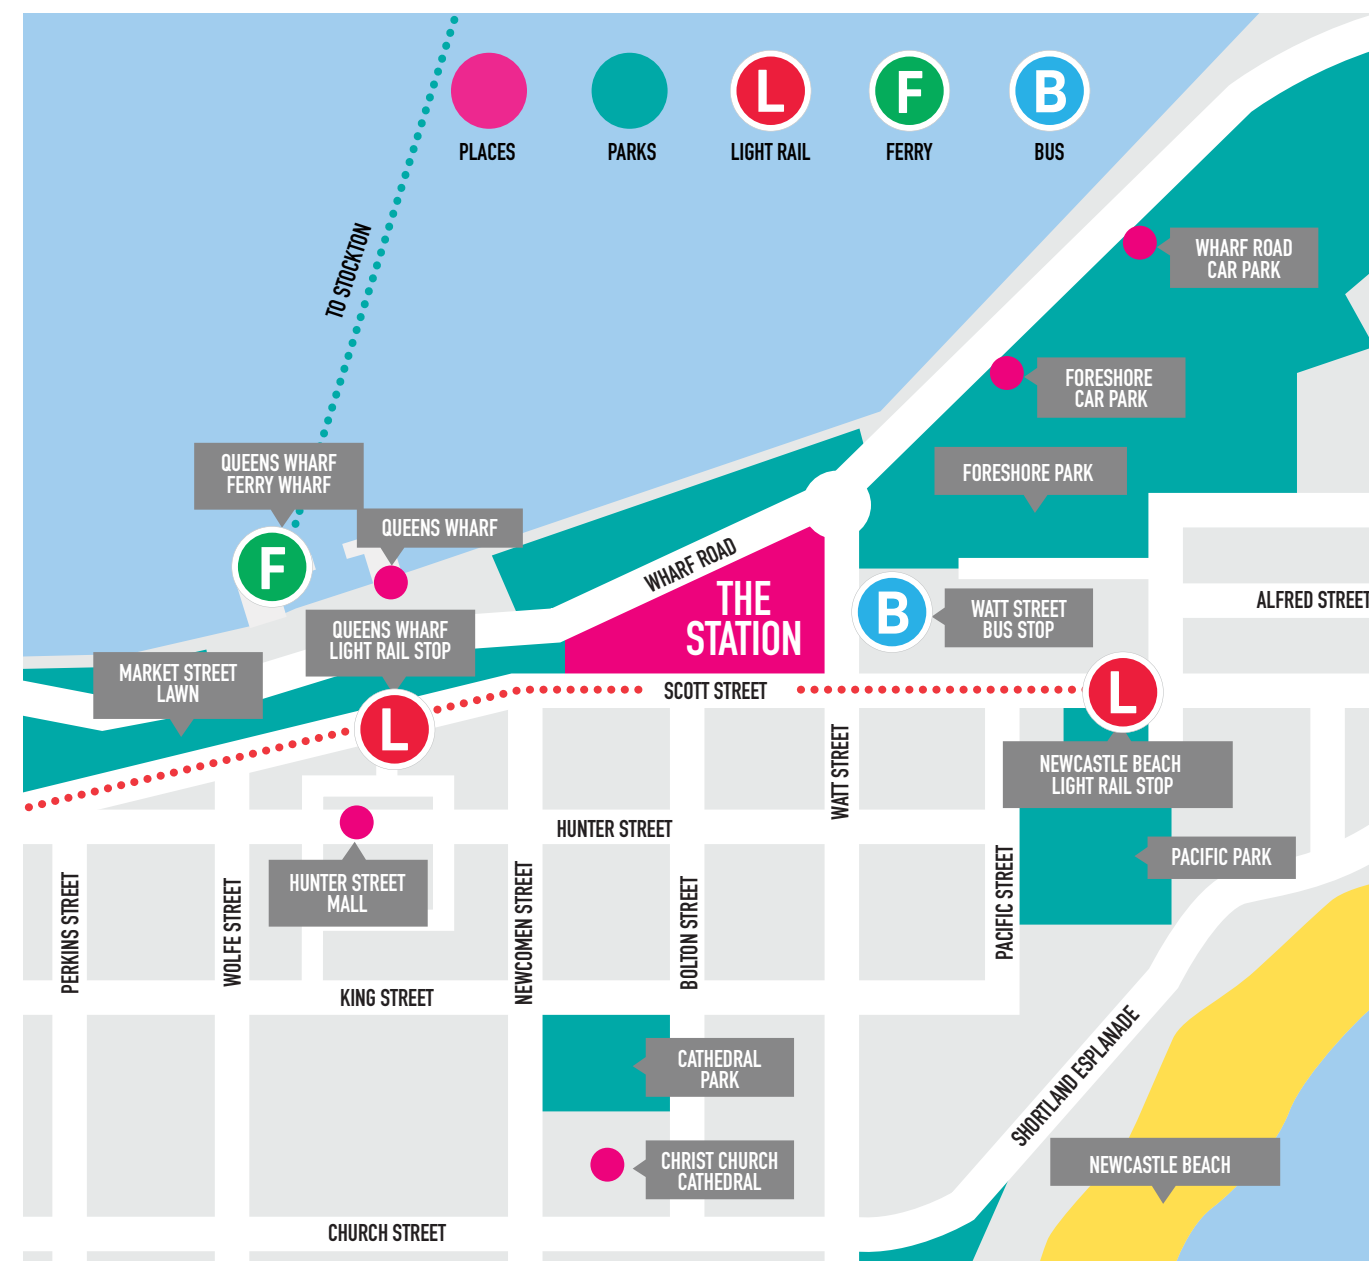 L
F
B
PLACES
PARKS
LIGHT RAIL
FERRY
BUS
TO STOCKTON
WHARF ROAD
CAR PARK
FORESHORE
CAR PARK
QUEENS WHARF
FERRY WHARF
FORESHORE PARK
QUEENS WHARF
F
WHARF ROAD
THE
STATION
B
WATT STREET
BUS STOP
ALFRED STREET
QUEENS WHARF
LIGHT RAIL STOP
MARKET STREET
LAWN
L
SCOTT STREET
L
NEWCASTLE BEACH
LIGHT RAIL STOP
WATT STREET
HUNTER STREET
PACIFIC PARK
HUNTER STREET
MALL
PERKINS STREET
WOLFE STREET
NEWCOMEN STREET
BOLTON STREET
PACIFIC STREET
KING STREET
CATHEDRAL
PARK
SHORTLAND ESPLANADE
CHRIST CHURCH
CATHEDRAL
NEWCASTLE BEACH
CHURCH STREET